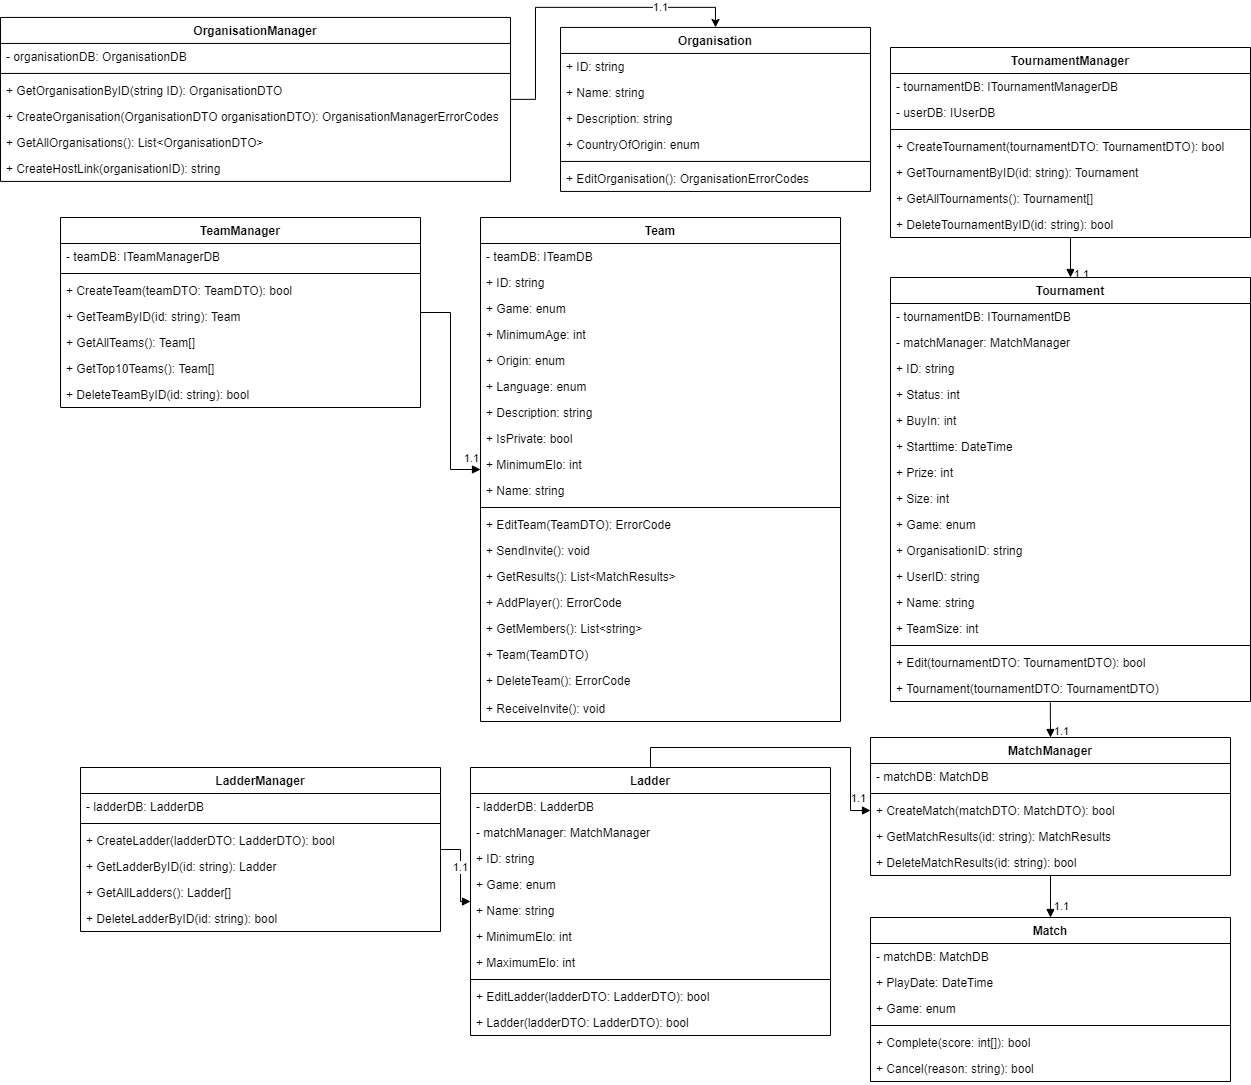 1.1
OrganisationManager
- organisationDB: OrganisationDB
+ GetOrganisationByID(string ID): OrganisationDTO
+ CreateOrganisation(OrganisationDTO organisationDTO): OrganisationManagerErrorCodes
+ GetAllOrganisations(): List<OrganisationDTO>
+ CreateHostLink(organisationID): string
Organisation
+ ID: string
+ Name: string
+ Description: string
+ CountryOfOrigin: enum
+ EditOrganisation(): OrganisationErrorCodes
TournamentManager
- tournamentDB: ITournamentManagerDB
- userDB: IUserDB
+ CreateTournament(tournamentDTO: TournamentDTO): bool
+ GetTournamentByID(id: string): Tournament
+ GetAllTournaments(): Tournament[]
+ DeleteTournamentByID(id: string): bool
1.1
TeamManager
- teamDB: ITeamManagerDB
+ CreateTeam(teamDTO: TeamDTO): bool
+ GetTeamByID(id: string): Team
+ GetAllTeams(): Team[]
+ GetTop10Teams(): Team[]
+ DeleteTeamByID(id: string): bool
1.1
Team
- teamDB: ITeamDB
+ ID: string
+ Game: enum
+ MinimumAge: int
+ Origin: enum
+ Language: enum
+ Description: string
+ IsPrivate: bool
+ MinimumElo: int
+ Name: string
+ EditTeam(TeamDTO): ErrorCode
+ SendInvite(): void
+ GetResults(): List<MatchResults>
+ AddPlayer(): ErrorCode
+ GetMembers(): List<string>
+ Team(TeamDTO)
+ DeleteTeam(): ErrorCode
+ ReceiveInvite(): void
Tournament
- tournamentDB: ITournamentDB
- matchManager: MatchManager
+ ID: string
+ Status: int
+ BuyIn: int
+ Starttime: DateTime
+ Prize: int
+ Size: int
+ Game: enum
+ OrganisationID: string
+ UserID: string
+ Name: string
+ TeamSize: int
+ Edit(tournamentDTO: TournamentDTO): bool
+ Tournament(tournamentDTO: TournamentDTO)
1.1
LadderManager
- ladderDB: LadderDB
+ CreateLadder(ladderDTO: LadderDTO): bool
+ GetLadderByID(id: string): Ladder
+ GetAllLadders(): Ladder[]
+ DeleteLadderByID(id: string): bool
1.1
Ladder
- ladderDB: LadderDB
- matchManager: MatchManager
+ ID: string
+ Game: enum
+ Name: string
+ MinimumElo: int
+ MaximumElo: int
+ EditLadder(ladderDTO: LadderDTO): bool
+ Ladder(ladderDTO: LadderDTO): bool
1.1
MatchManager
- matchDB: MatchDB
+ CreateMatch(matchDTO: MatchDTO): bool
+ GetMatchResults(id: string): MatchResults
+ DeleteMatchResults(id: string): bool
1.1
Match
- matchDB: MatchDB
+ PlayDate: DateTime
+ Game: enum
+ Complete(score: int[]): bool
+ Cancel(reason: string): bool